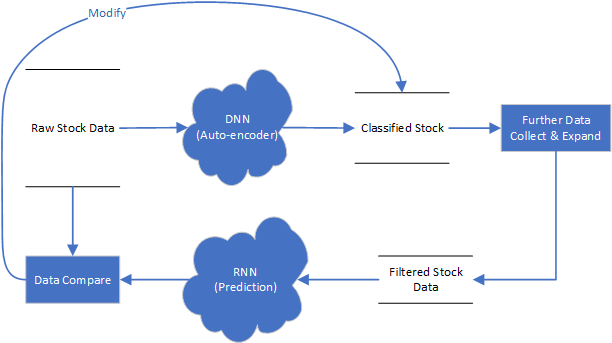 Modify
Raw Stock Data
DNN
(Auto-encoder)
Classified Stock
Further Data
Collect & Expand
Data Compare
RNN
(Prediction)
Filtered Stock
Data